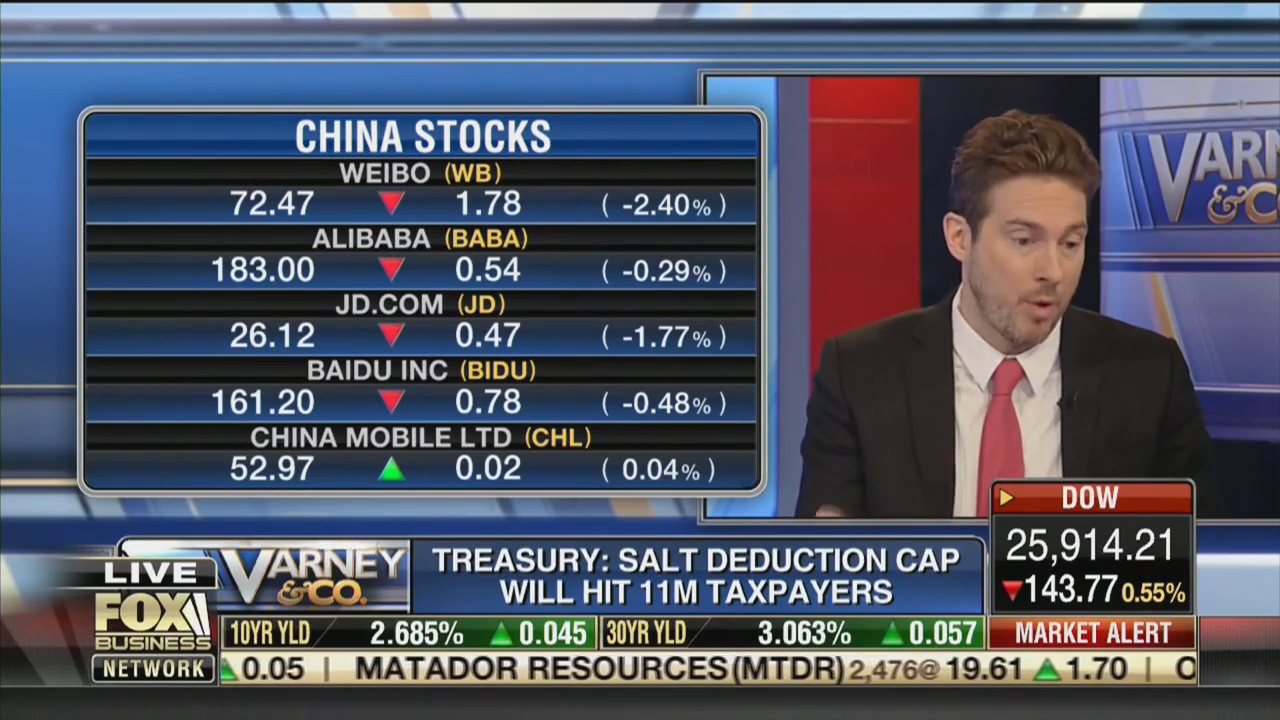 CHINA STOCKS
WEIBO (WB)
72.47 ▼ 1.78 ( -2.40% )
ALIBABA (BABA)
183.00 ▼ 0.54 ( -0.29% )
JD.COM (JD)
26.12 ▼ 0.47 ( -1.77% )
BAIDU INC (BIDU)
161.20 ▼ 0.78 ( -0.48% )
CHINA MOBILE LTD (CHL)
52.97 ▲ 0.02 ( 0.04% )
VARN
&CO
DOW
25,914.21
▼143.77 0.55%
MARKET ALERT
LIVE
FOX
BUSINESS
NETWORK
VARNEY
&CO.
TREASURY: SALT DEDUCTION CAP
WILL HIT 11M TAXPAYERS
10YR YLD 2.685% ▲ 0.045 30YR YLD 3.063% ▲ 0.057
▲0.05 | MATADOR RESOURCES(MTDR) 2,476@ 19.61 ▲ 1.70 |